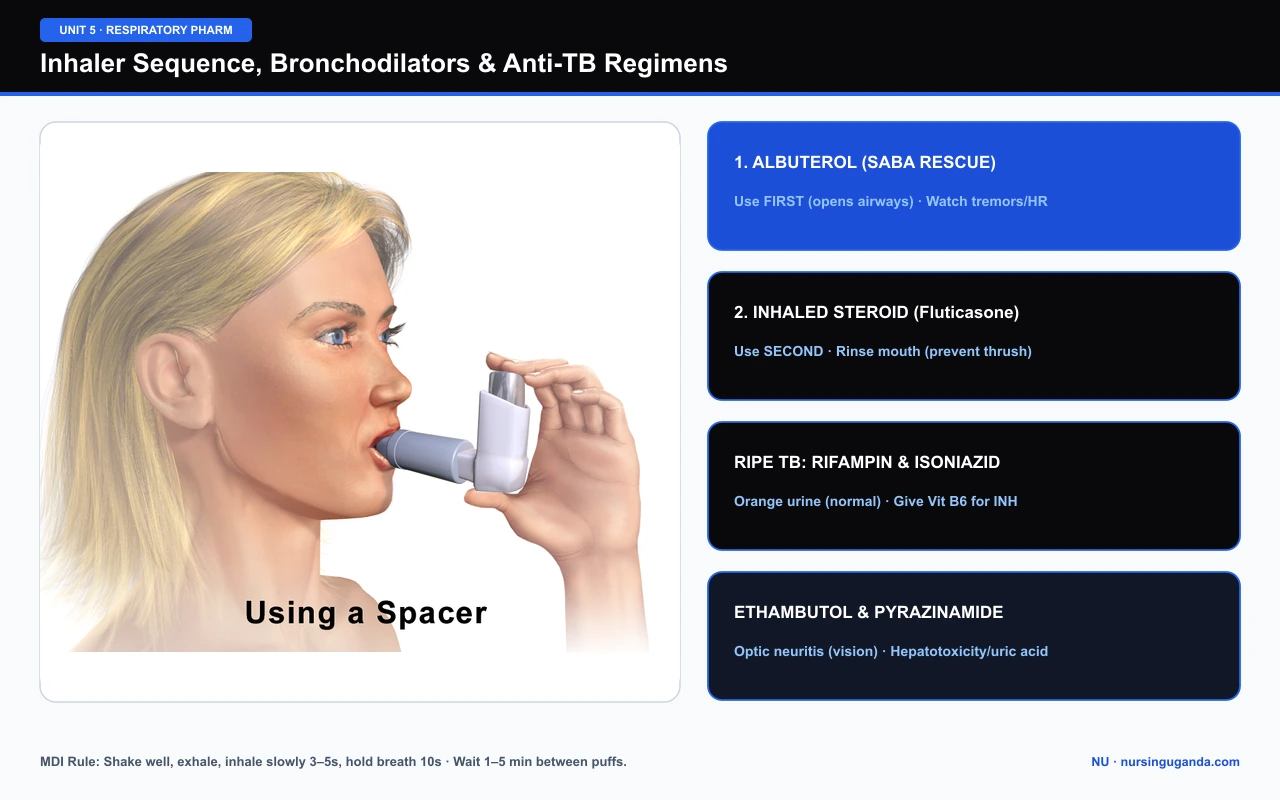 UNIT 5 · RESPIRATORY PHARM
Inhaler Sequence, Bronchodilators & Anti-TB Regimens
Using a Spacer
1. ALBUTEROL (SABA RESCUE)
Use FIRST (opens airways) · Watch tremors/HR
2. INHALED STEROID (Fluticasone)
Use SECOND · Rinse mouth (prevent thrush)
RIPE TB: RIFAMPIN & ISONIAZID
Orange urine (normal) · Give Vit B6 for INH
ETHAMBUTOL & PYRAZINAMIDE
Optic neuritis (vision) · Hepatotoxicity/uric acid
MDI Rule: Shake well, exhale, inhale slowly 3–5s, hold breath 10s · Wait 1–5 min between puffs.
NU · nursinguganda.com